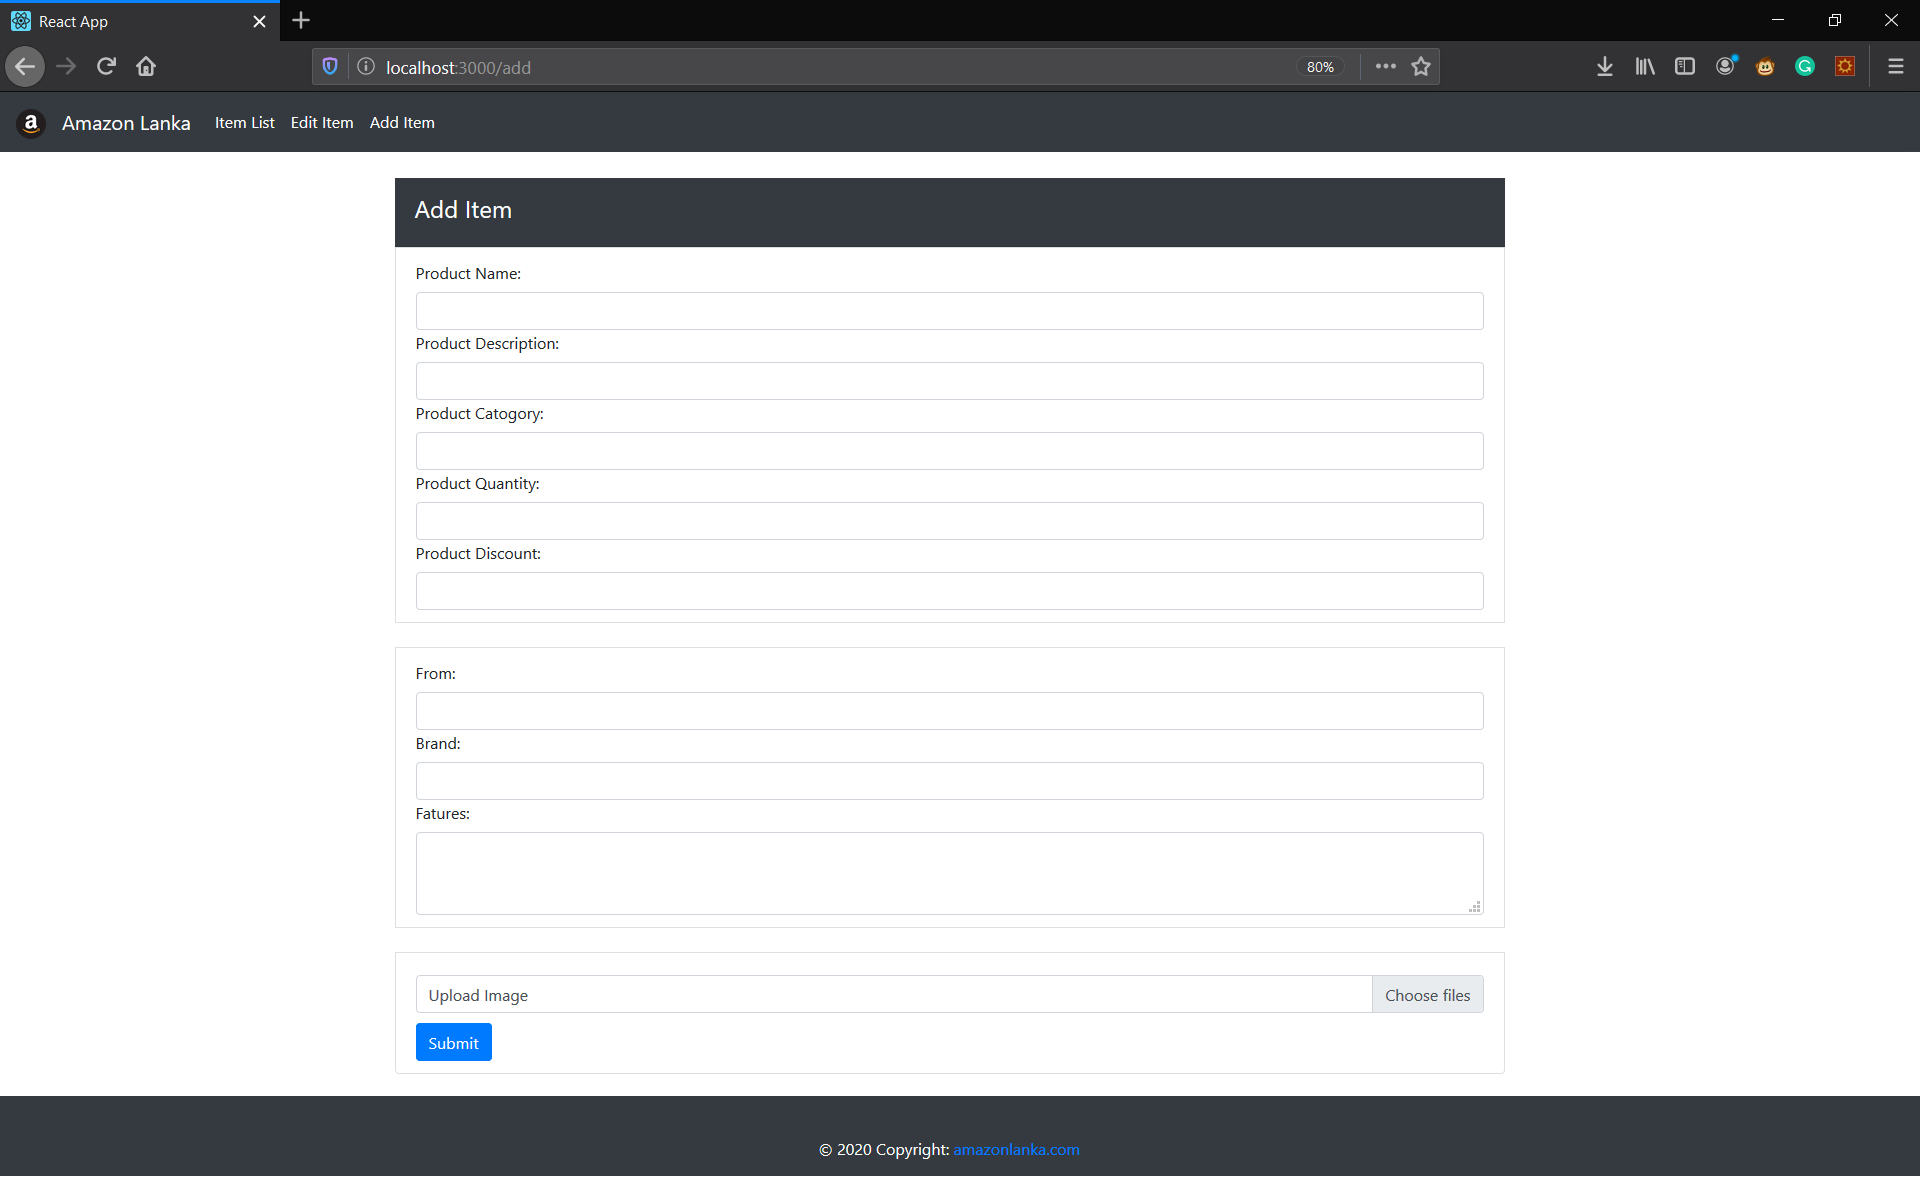 React App
localhost:3000/add
80%
Amazon Lanka
Item List
Edit Item
Add Item
Add Item
Product Name:
Product Description:
Product Catogory:
Product Quantity:
Product Discount:
From:
Brand:
Fatures:
Upload Image
Choose files
Submit
© 2020 Copyright: amazonlanka.com